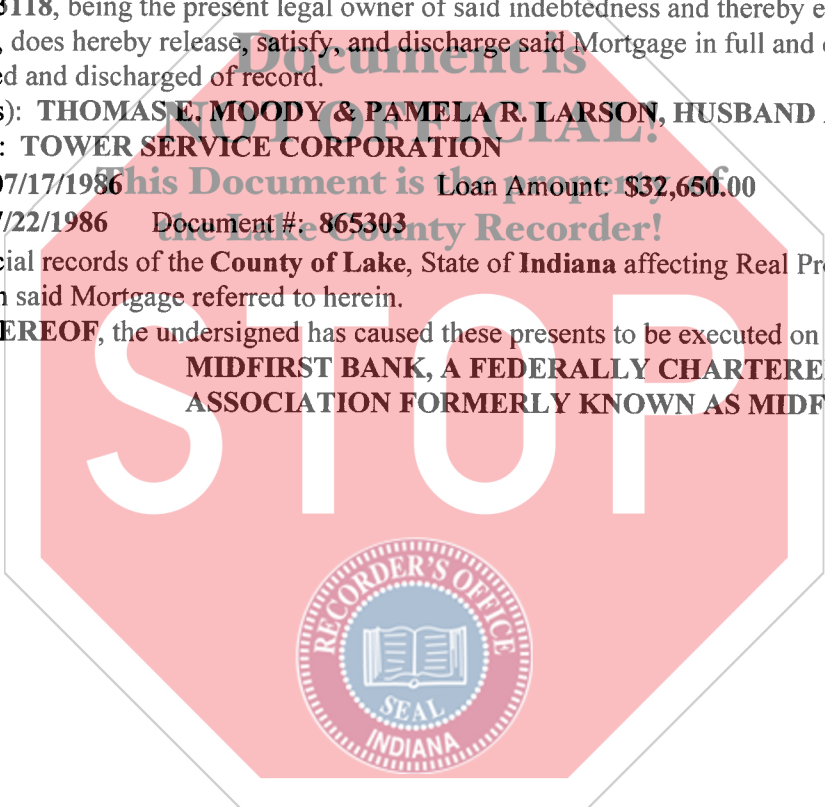 3118, being the present legal owner of said indebtedness and thereby e
, does hereby release, satisfy, and discharge said Mortgage in full and
Document is
d and discharged of record.
s): THOMAS E. MOODY & PAMELA R. LARSON, HUSBAND
NOT OFFICIAL!
: TOWER SERVICE CORPORATION
07/17/1986 Loan Amount: $32,650.00
This Document is the property of
/22/1986 Document #: 865303
the Lake County Recorder!
cial records of the County of Lake, State of Indiana affecting Real Pr
said Mortgage referred to herein.
EREOF, the undersigned has caused these presents to be executed on
MIDFIRST BANK, A FEDERALLY CHARTERE
ASSOCIATION FORMERLY KNOWN AS MIDF
STOP
RECORDER'S OFFICE
SEAL
INDIANA